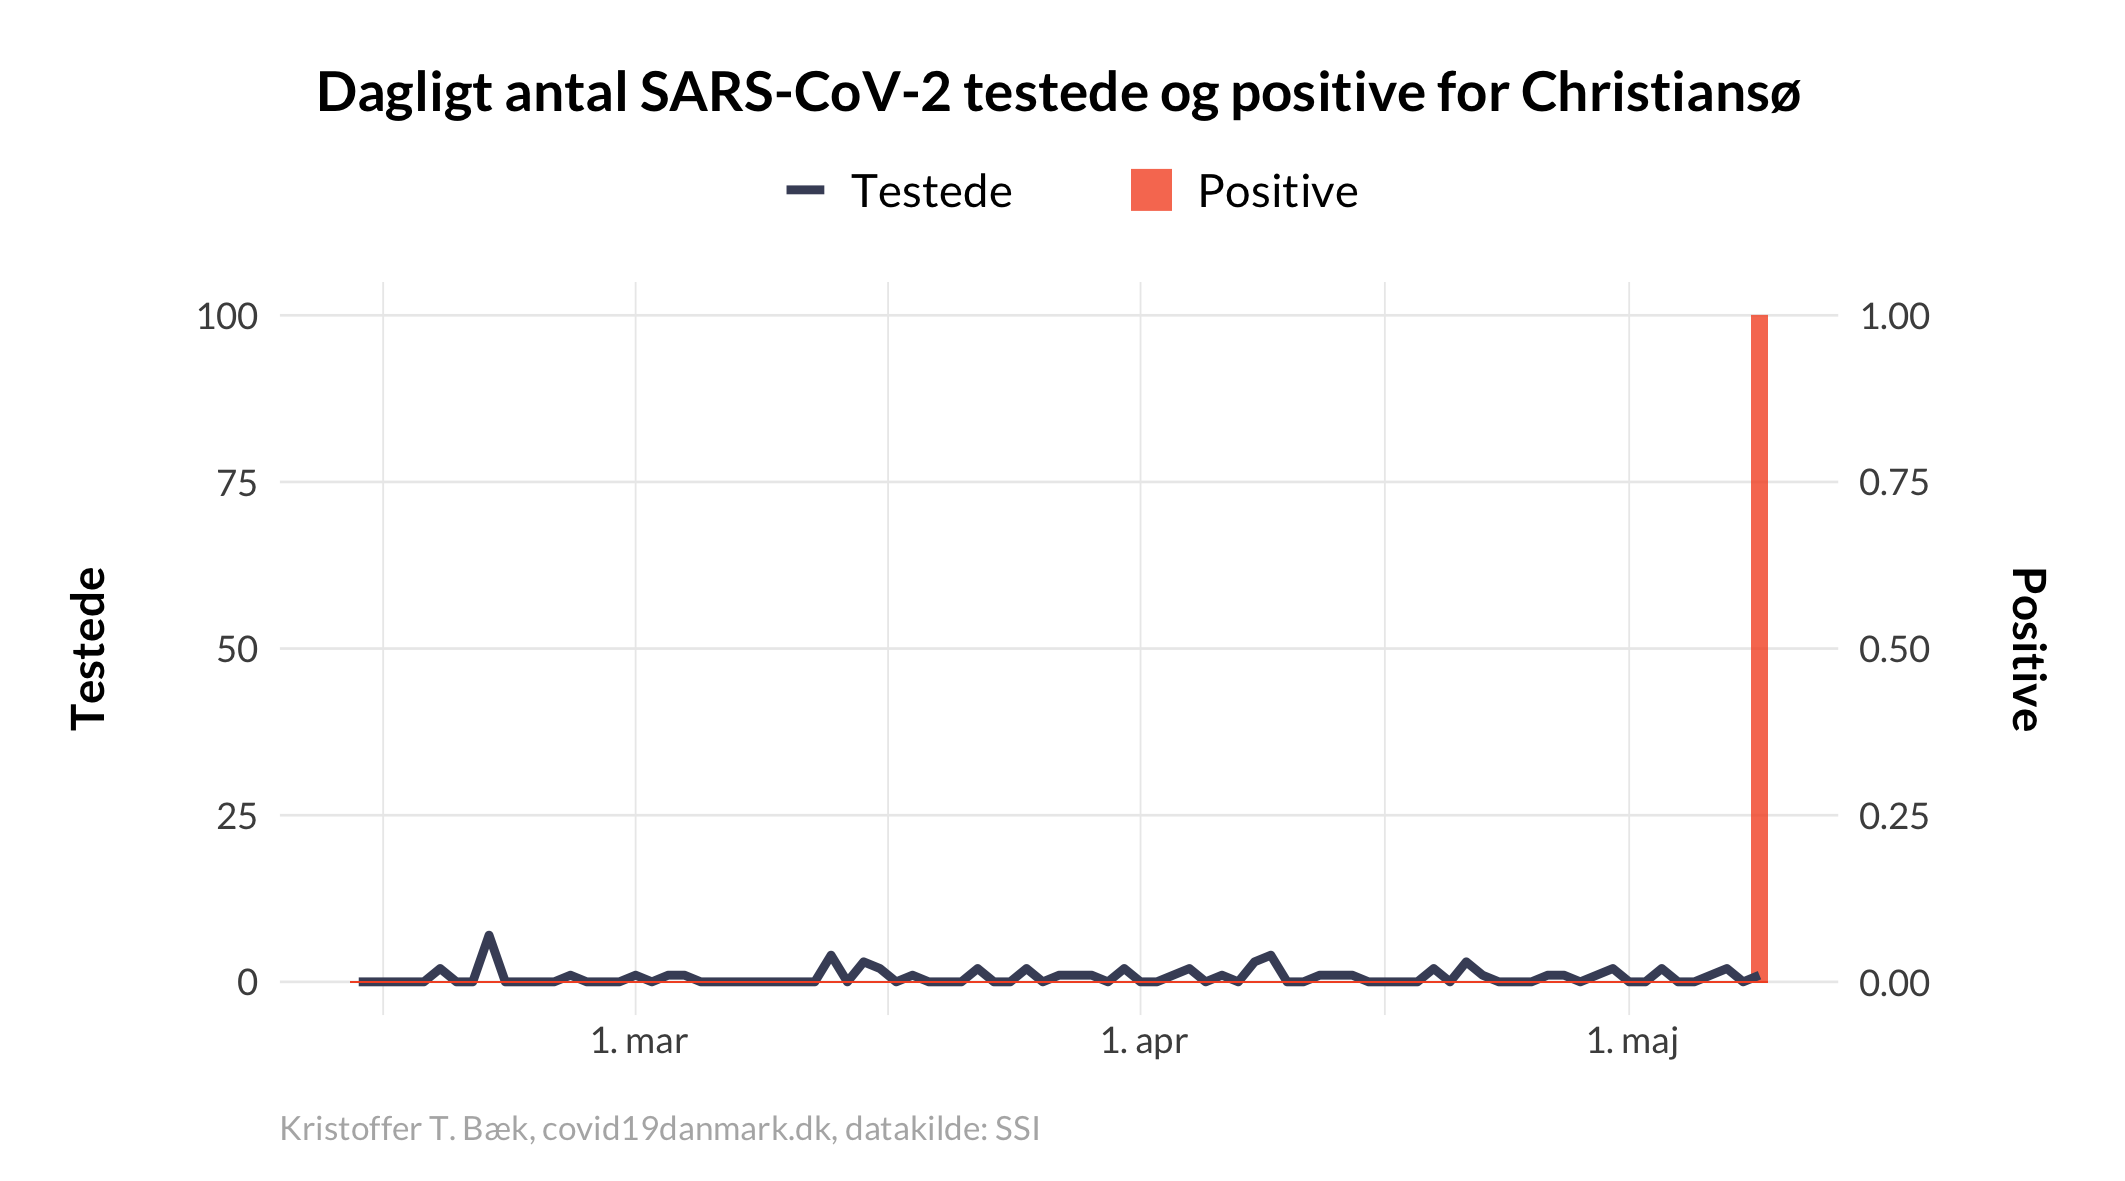 Dagligt antal SARS-CoV-2 testede og positive for Christiansø
Testede
Positive
100
75
50
25
0
1.00
0.75
0.50
0.25
0.00
Testede
Positive
1. mar
1. apr
1. maj
Kristoffer T. Bæk, covid19danmark.dk, datakilde: SSI